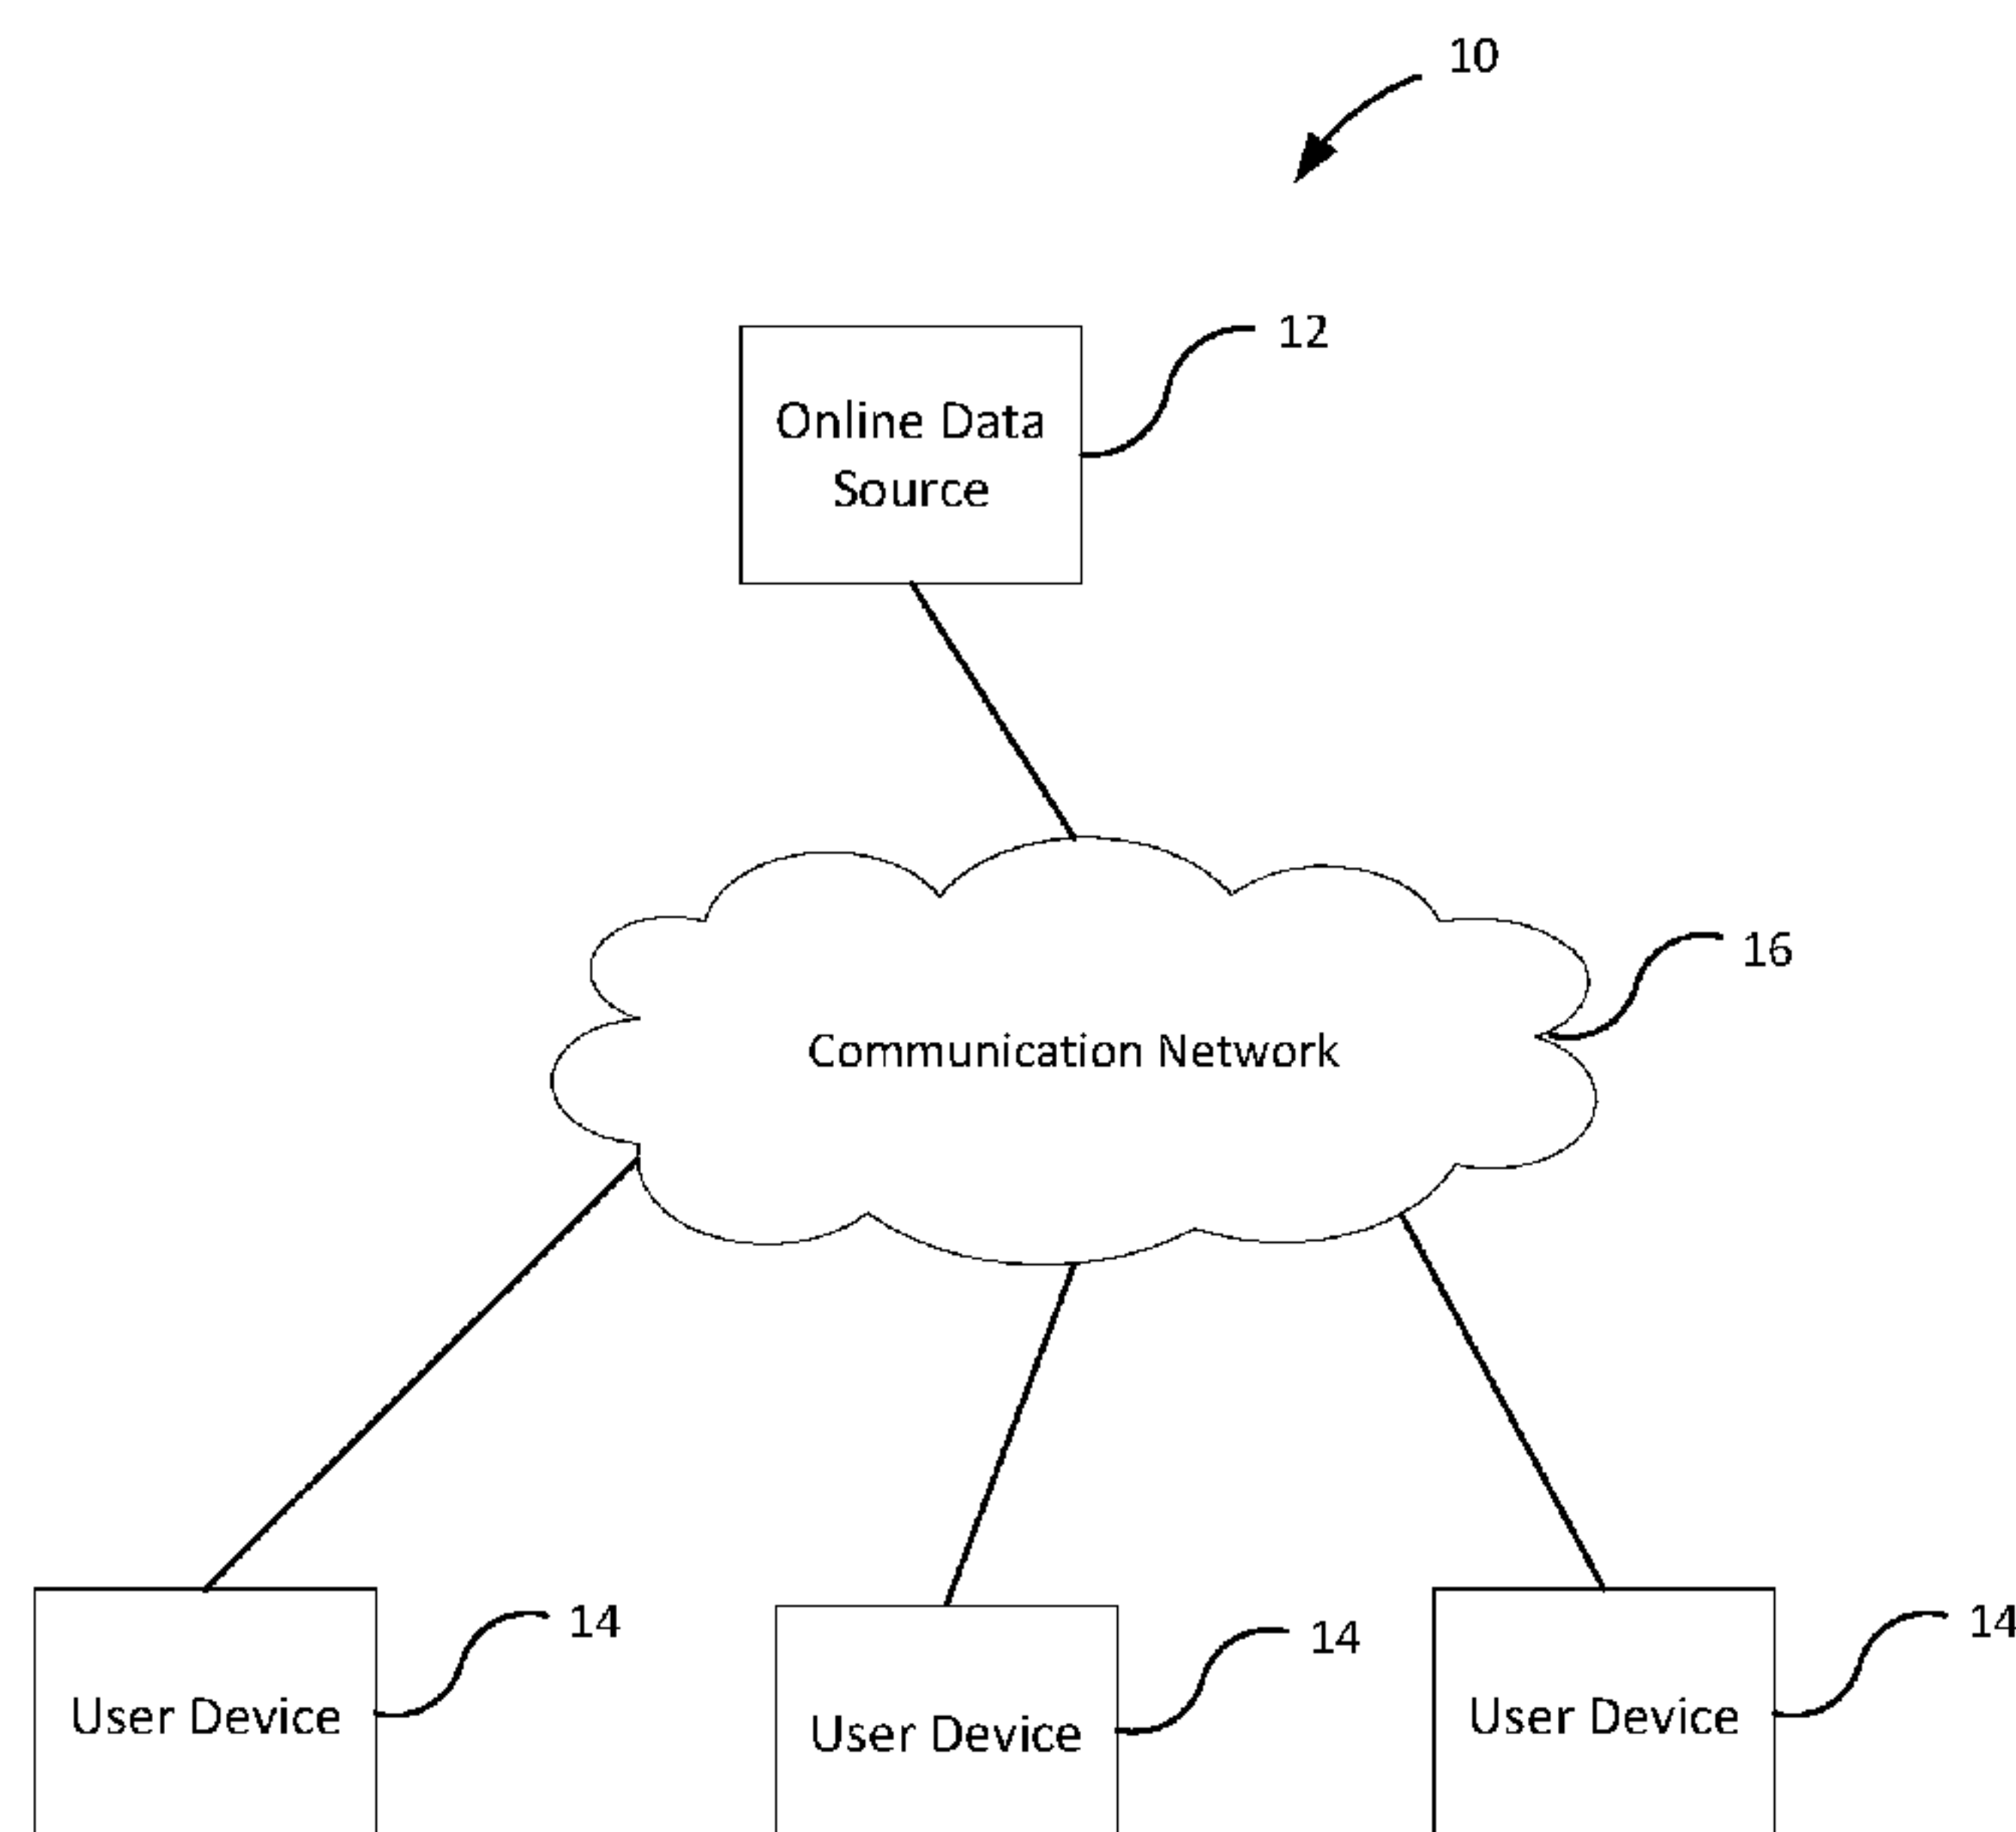 10
12
Online Data
Source
16
Communication Network
14
14
14
User Device
User Device
User Device